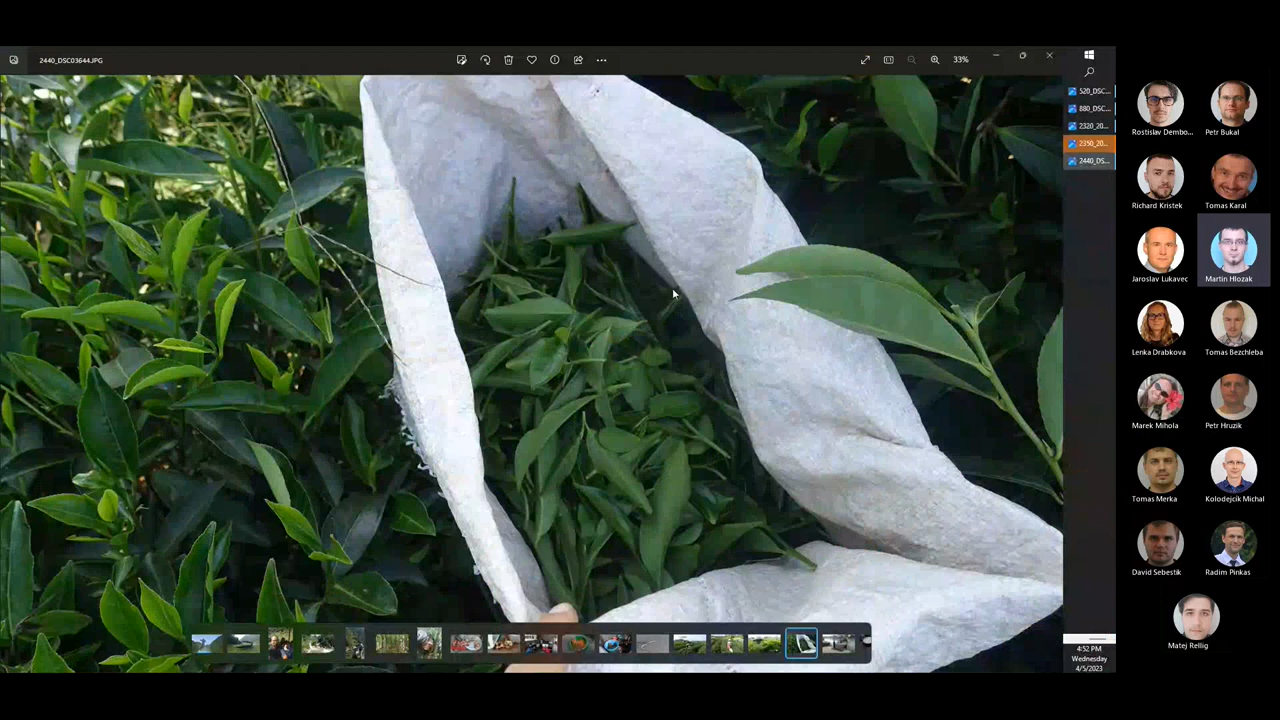 2440_DSC03644.JPG
33%
520_DSC...
880_DSC...
2320_20...
2350_20...
2440_DS...
4:52 PM
Wednesday
4/5/2023
Rostislav Dembo...
Petr Bukal
Richard Kristek
Tomas Karal
Jaroslav Lukavec
Martin Hlozak
Lenka Drabkova
Tomas Bezchleba
Marek Mihola
Petr Hruzik
Tomas Merka
Kolodejcik Michal
David Sebestik
Radim Pinkas
Matej Rellig